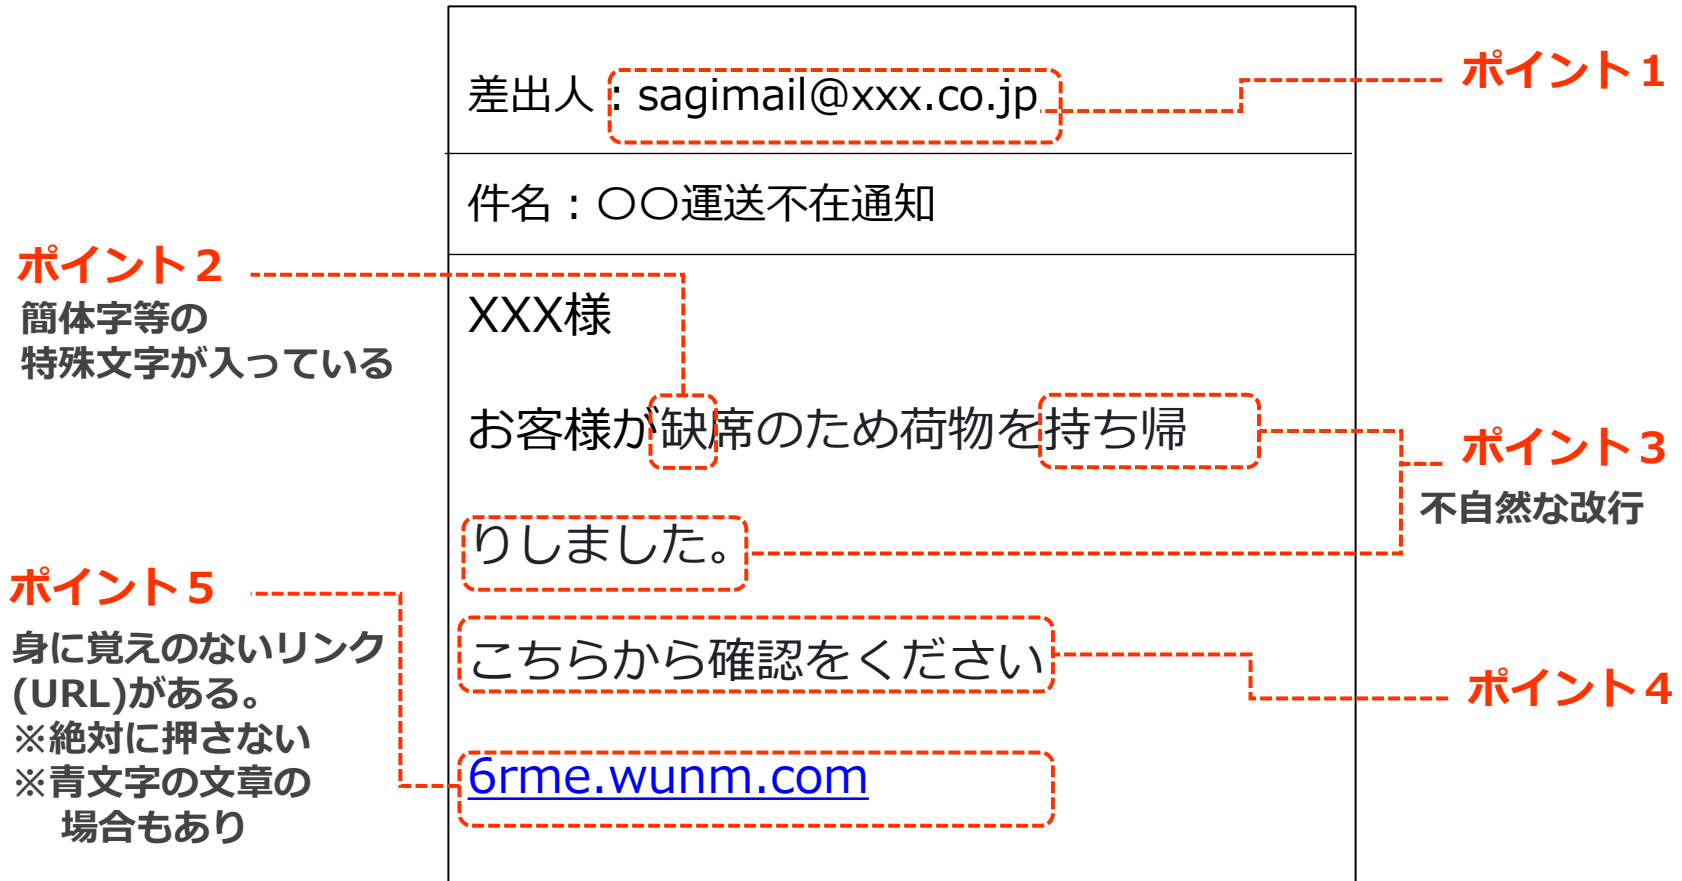 差出人：sagimail@xxx.co.jp
ポイント１
件名：〇〇運送不在通知
ポイント２
簡体字等の
特殊文字が入っている
XXX様
お客様が缺席のため荷物を持ち帰
りしました。
ポイント３
不自然な改行
こちらから確認をください
ポイント４
6rme.wunm.com
ポイント５
身に覚えのないリンク
(URL)がある。
※絶対に押さない
※青文字の文章の
場合もあり